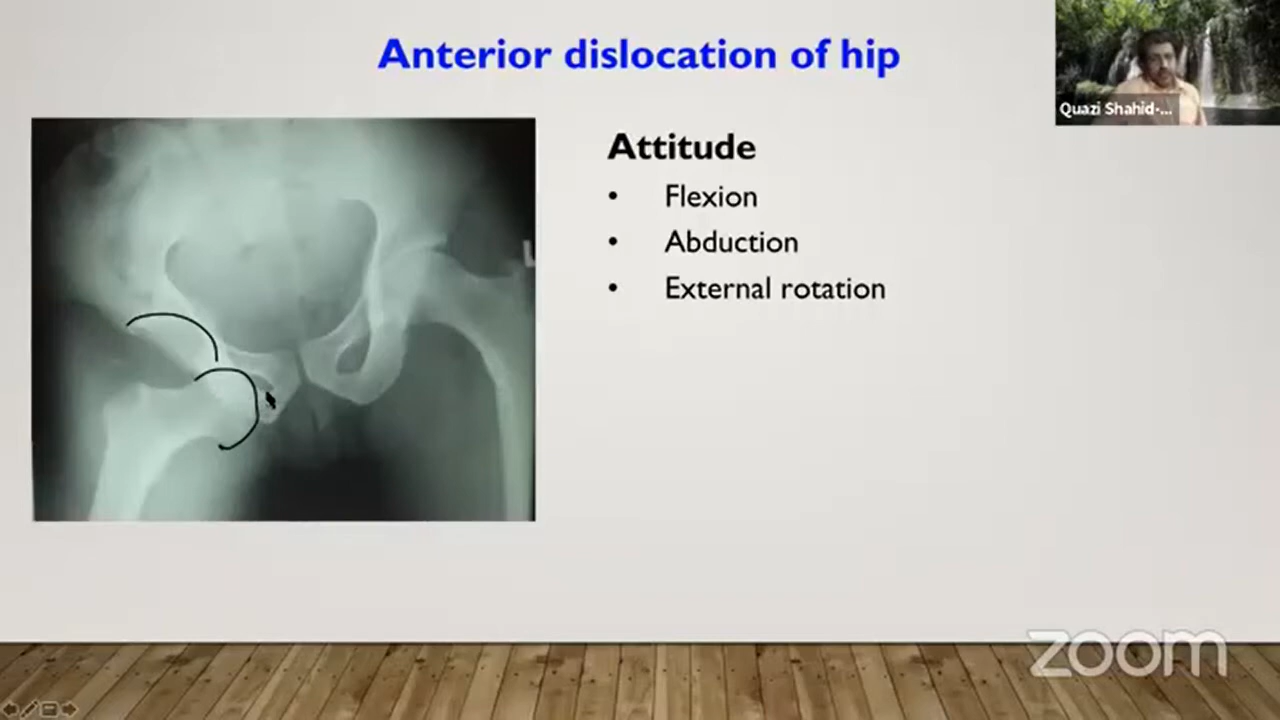 Anterior dislocation of hip
Quazi Shahid-...
Attitude
• Flexion
• Abduction
• External rotation
L
zoom